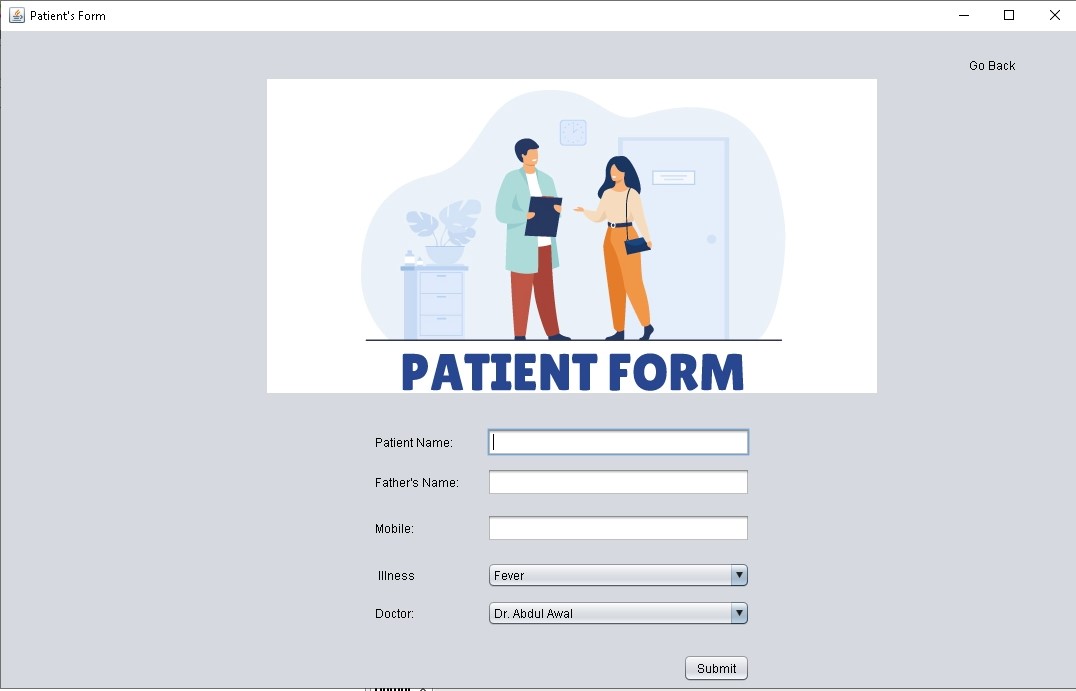 Patient's Form
Go Back
PATIENT FORM
Patient Name:
Father's Name:
Mobile:
Illness
Fever
Doctor:
Dr. Abdul Awal
Submit